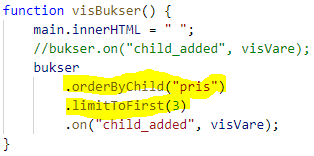 function visBukser() {
main.innerHTML = " ";
//bukser.on("child_added", visVare);
bukser
.orderByChild("pris")
.limitToFirst(3)
.on("child_added", visVare);
}